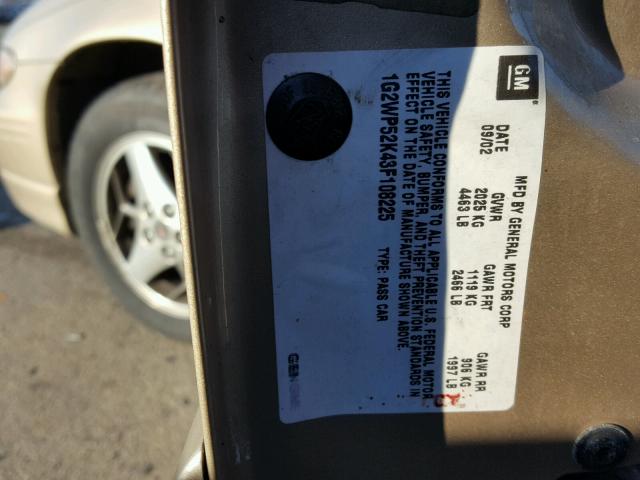 GM
MFD BY GENERAL MOTORS CORP
DATE GVWR GAWR FRT GAWR RR
09/02 2025 KG 1119 KG 906 KG
4463 LB 2466 LB 1997 LB
THIS VEHICLE CONFORMS TO ALL APPLICABLE U.S. FEDERAL MOTOR
VEHICLE SAFETY, BUMPER, AND THEFT PREVENTION STANDARDS IN
EFFECT ON THE DATE OF MANUFACTURE SHOWN ABOVE.
1G2WP52K43F108225 TYPE: PASS CAR